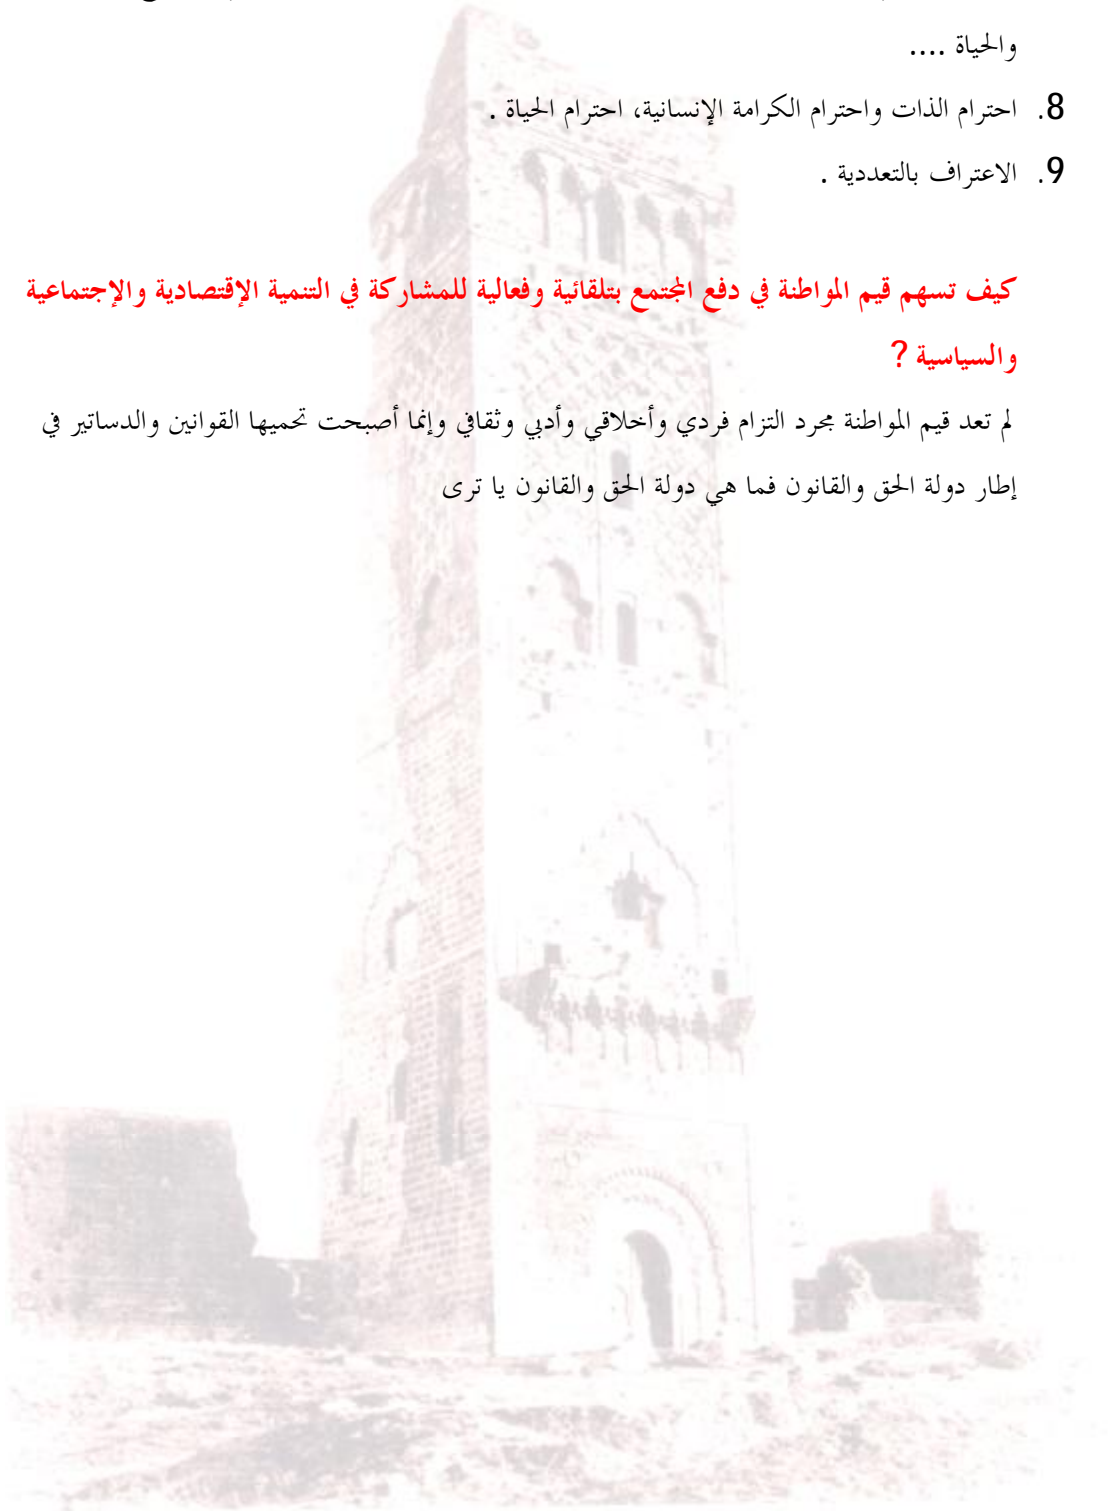 والحياة ....
8. احترام الذات واحترام الكرامة الإنسانية، احترام الحياة .
9. الاعتراف بالتعددية .
كيف تسهم قيم المواطنة في دفع المجتمع بتلقائية وفعالية للمشاركة في التنمية الإقتصادية والإجتماعية
والسياسية ?
لم تعد قيم المواطنة مجرد التزام فردي وأخلاقي وأدبي وثقافي وإنما أصبحت تحميها القوانين والدساتير في
إطار دولة الحق والقانون فما هي دولة الحق والقانون يا ترى